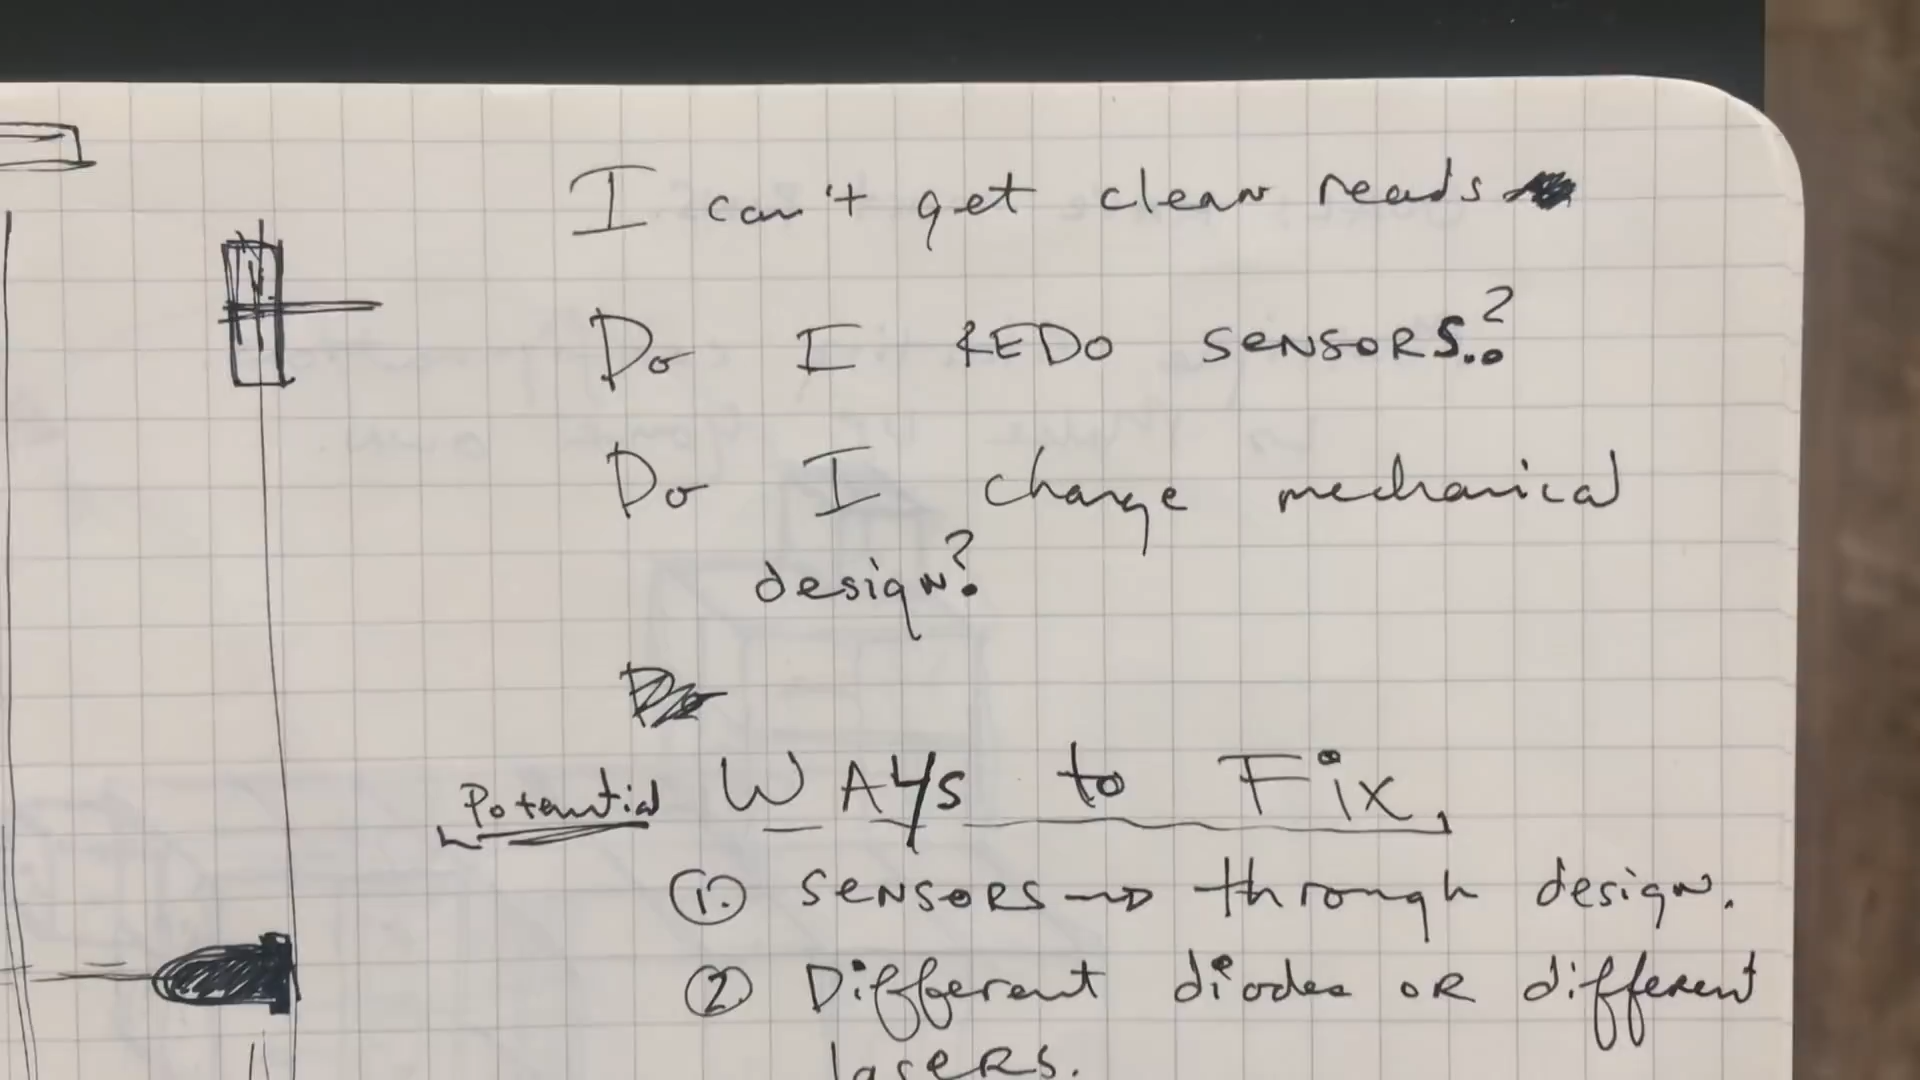 I can't get clean reads
Do I REDO SENSORS.?
Do I change mechanical
design?
Do
Potential WAYS to Fix,
1. SENSORS → through design.
2 Different diodes OR different
lasers.